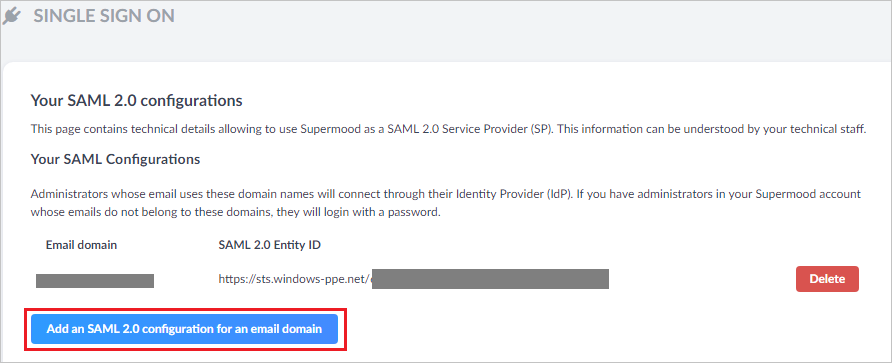 SINGLE SIGN ON
Your SAML 2.0 configurations
This page contains technical details allowing to use Supermood as a SAML 2.0 Service Provider (SP). This information can be understood by your technical staff.
Your SAML Configurations
Administrators whose email uses these domain names will connect through their Identity Provider (IdP). If you have administrators in your Supermood account
whose emails do not belong to these domains, they will login with a password.
Email domain SAML 2.0 Entity ID
https://sts.windows-ppe.net/ Delete
Add an SAML 2.0 configuration for an email domain